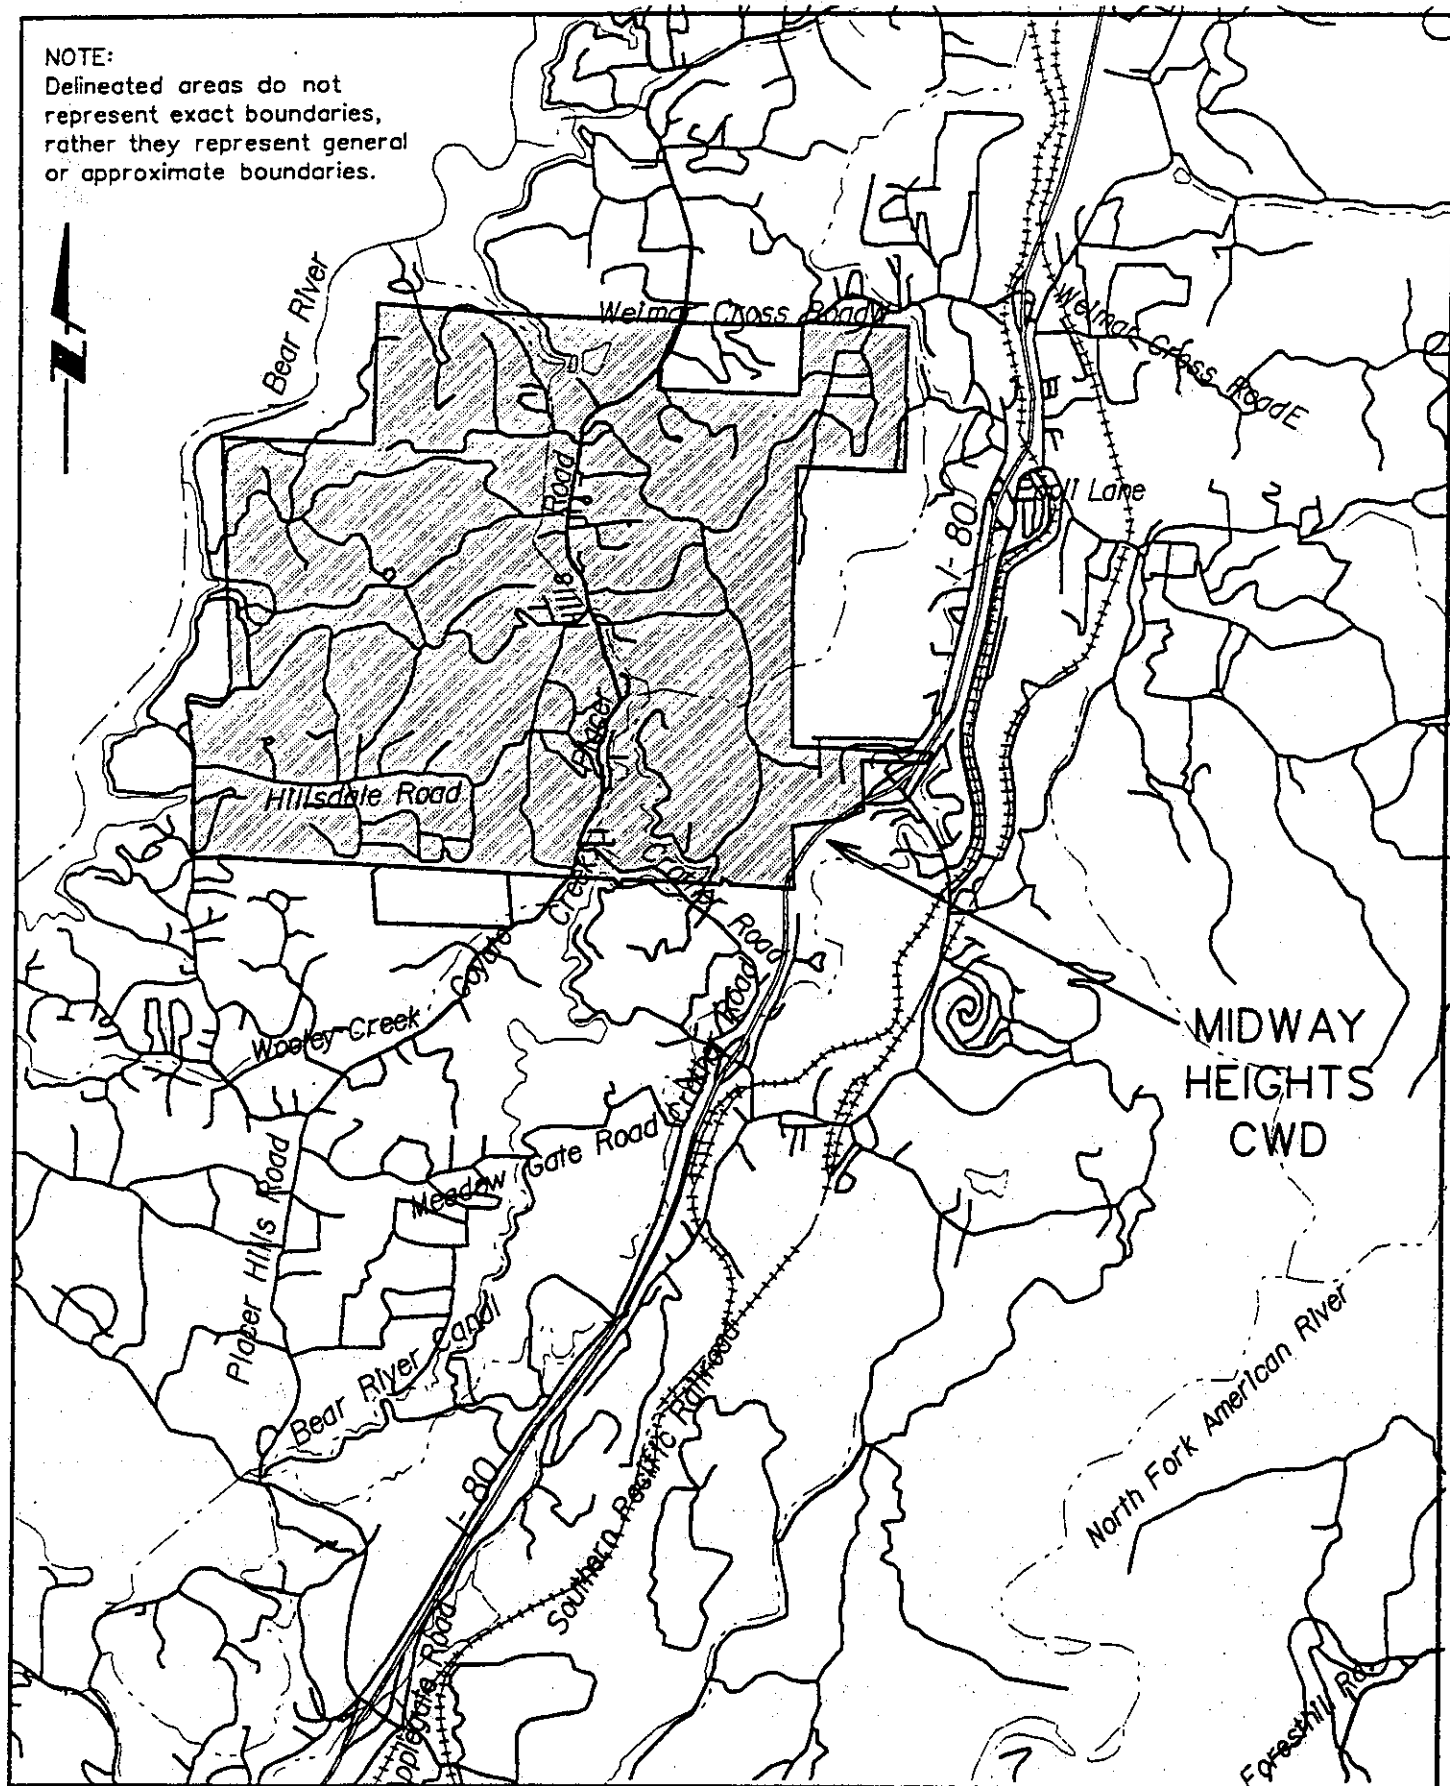 NOTE:
Delineated areas do not
represent exact boundaries,
rather they represent general
or approximate boundaries.
N
Bear River
Weimar Cross Road W
Weimar Cross Road E
Lane
I-80
Placer Hills Road
Hillsdale Road
Coyote Creek
Road
Road
Wooley Creek
MIDWAY
HEIGHTS
CWD
Meadow Gate Road
Placer Hills Road
Bear River Canal
I-80
Southern Pacific Railroad
North Fork American River
Applegate Road
Foresthill Rd.